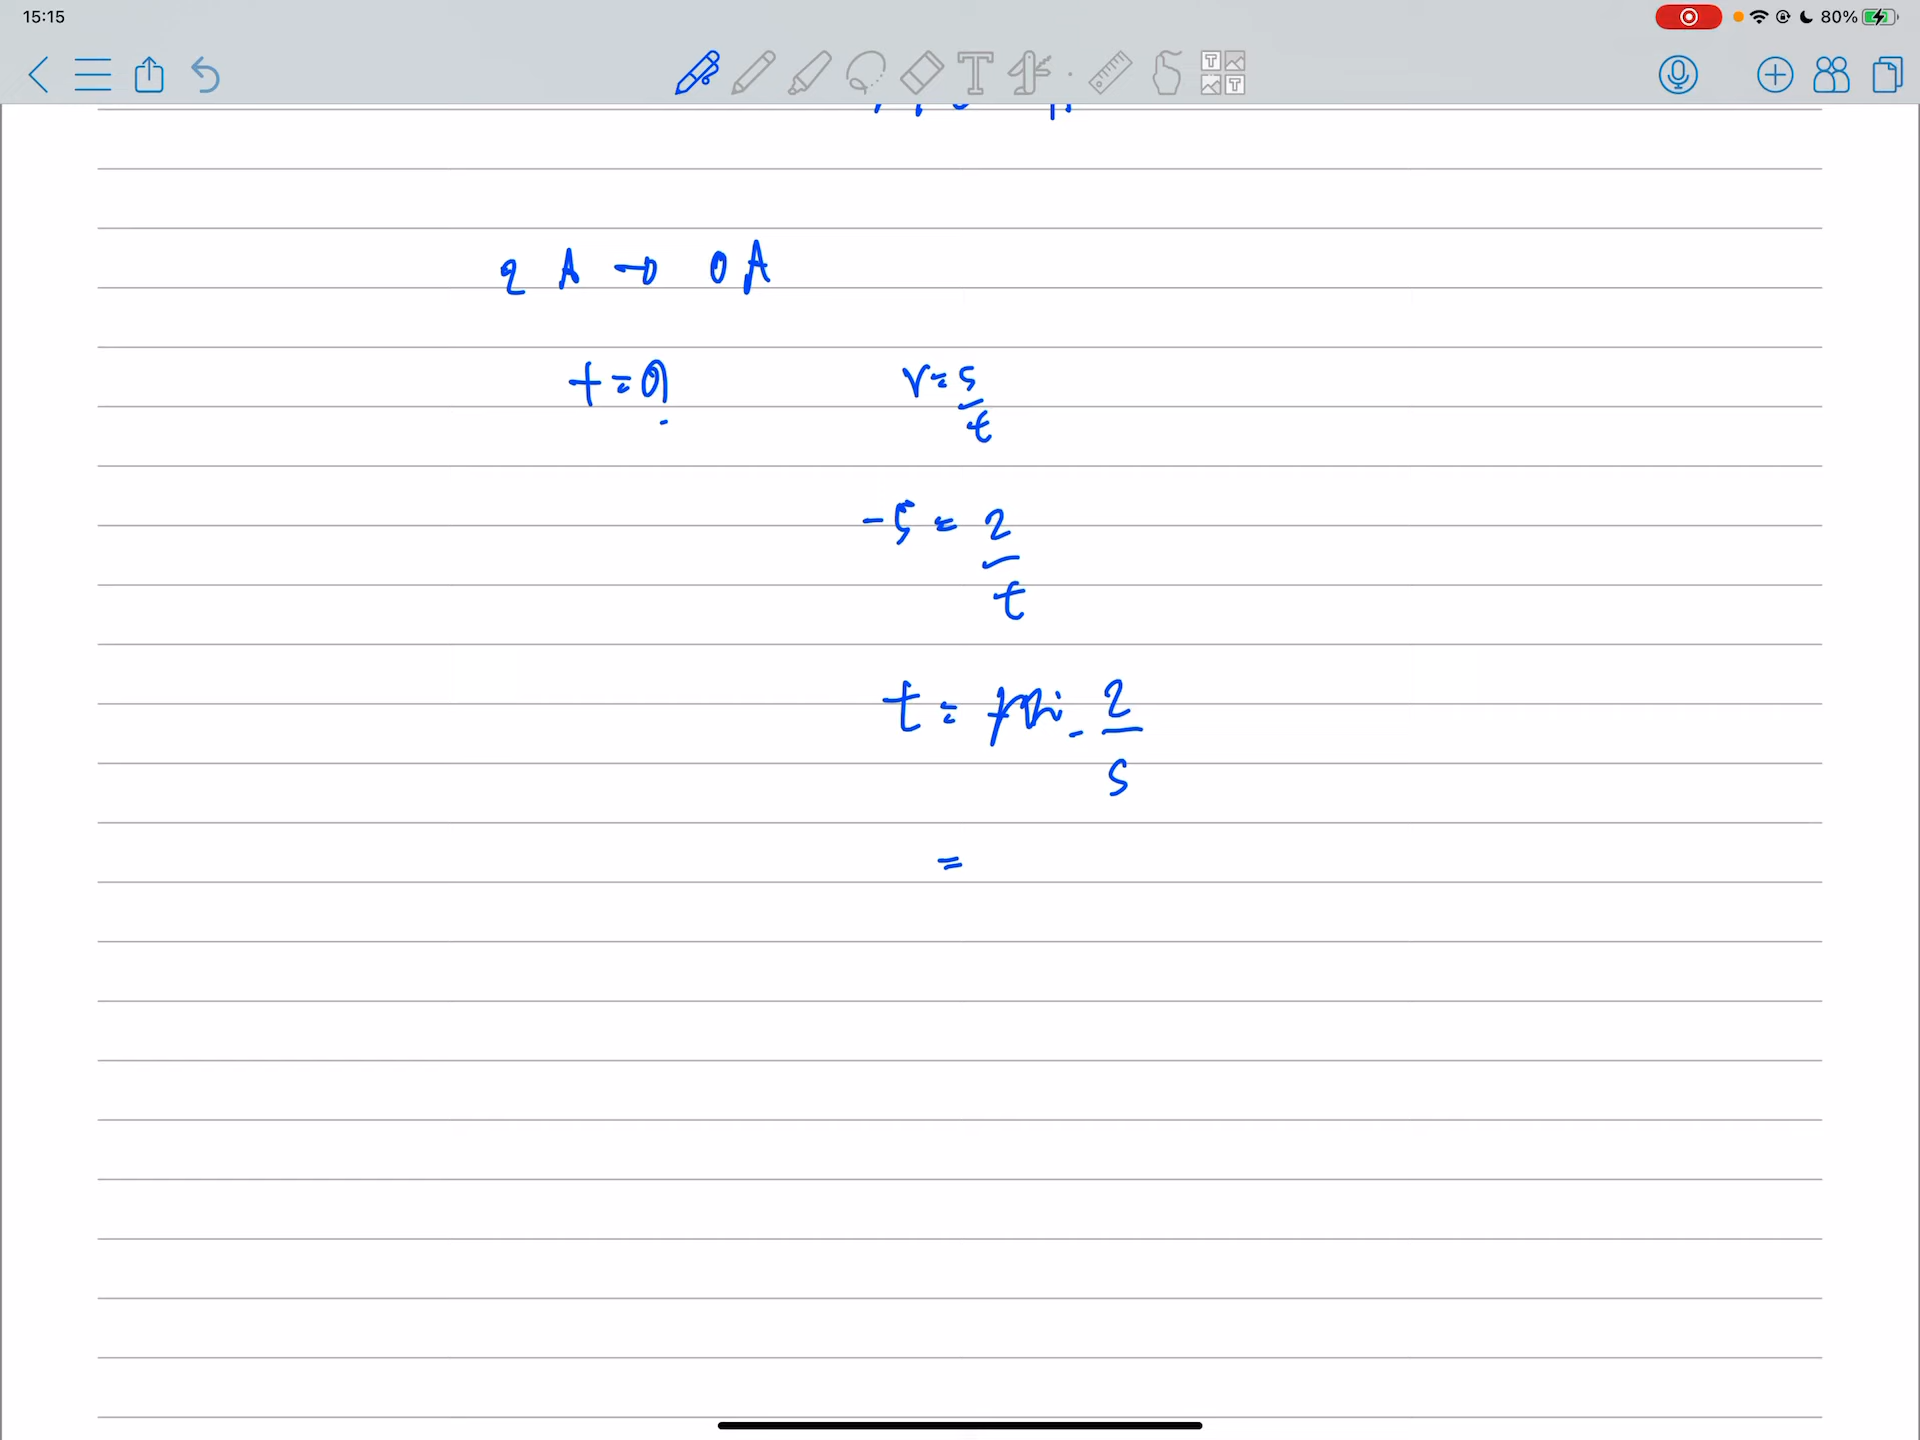 15:15
80%
2 A → 0 A
t = 0
v = s
t
-5 = 2
t
t = - 2
5
=